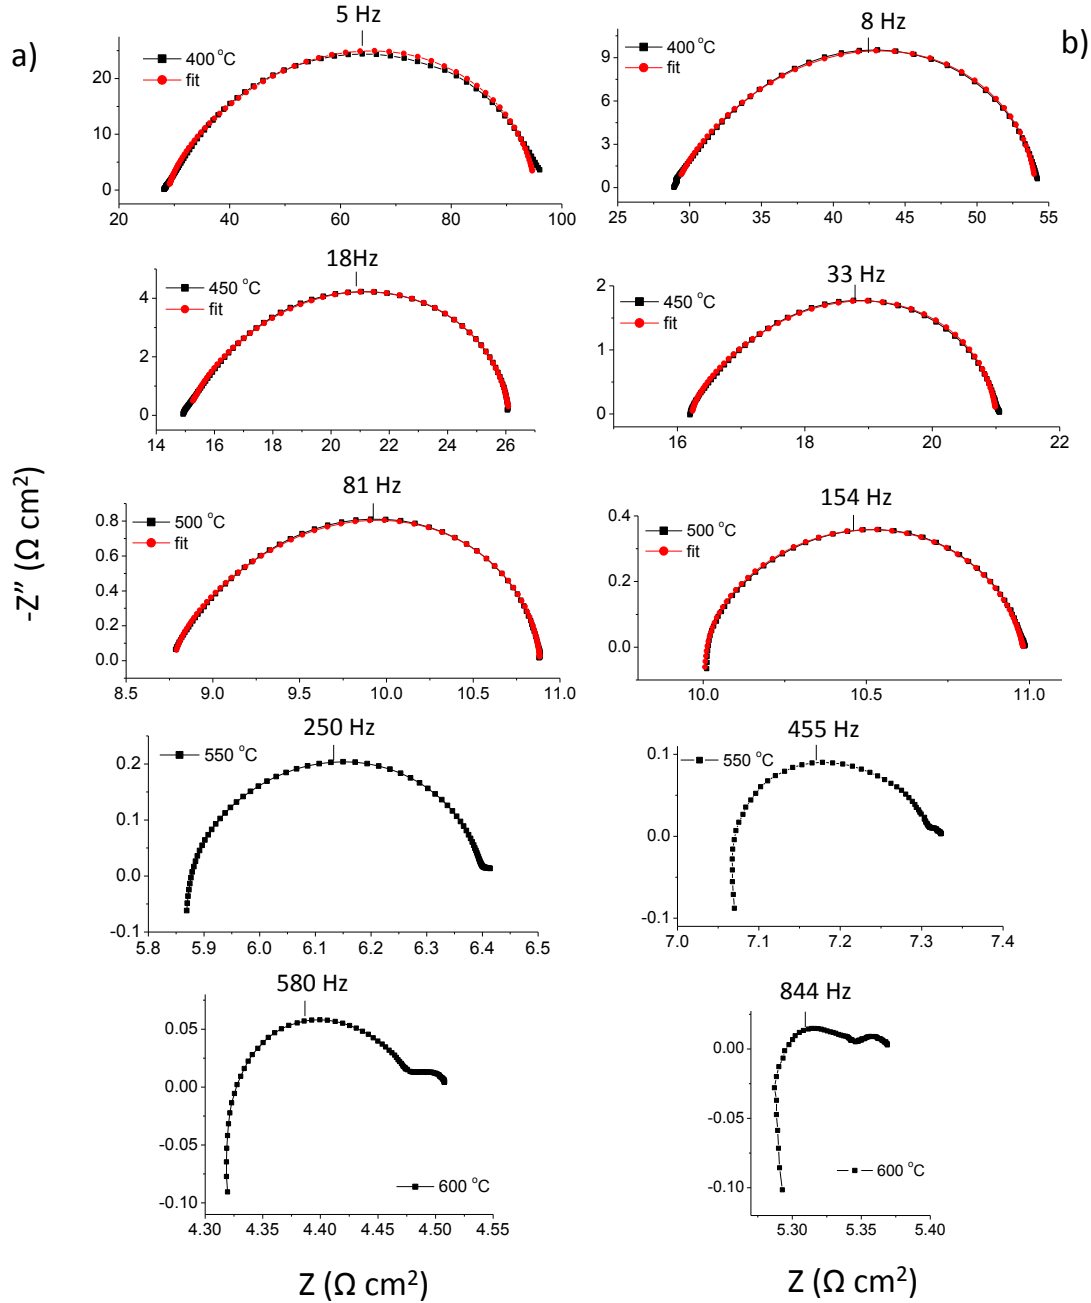 a)
b)
5 Hz
400 °C
fit
20
10
0
20 40 60 80 100
8 Hz
400 °C
fit
9
6
3
0
25 30 35 40 45 50 55
18Hz
450 °C
fit
4
2
0
14 16 18 20 22 24 26
33 Hz
450 °C
fit
2
1
0
16 18 20 22
81 Hz
500 °C
fit
0.8
0.6
0.4
0.2
0.0
8.5 9.0 9.5 10.0 10.5 11.0
154 Hz
500 °C
fit
0.4
0.2
0.0
10.0 10.5 11.0
250 Hz
550 °C
0.2
0.1
0.0
-0.1
5.8 5.9 6.0 6.1 6.2 6.3 6.4 6.5
455 Hz
550 °C
0.1
0.0
-0.1
7.0 7.1 7.2 7.3 7.4
580 Hz
0.05
0.00
-0.05
-0.10
600 °C
4.30 4.35 4.40 4.45 4.50 4.55
844 Hz
0.00
-0.05
-0.10
600 °C
5.30 5.35 5.40
-Z″ (Ω cm²)
Z (Ω cm²)
Z (Ω cm²)